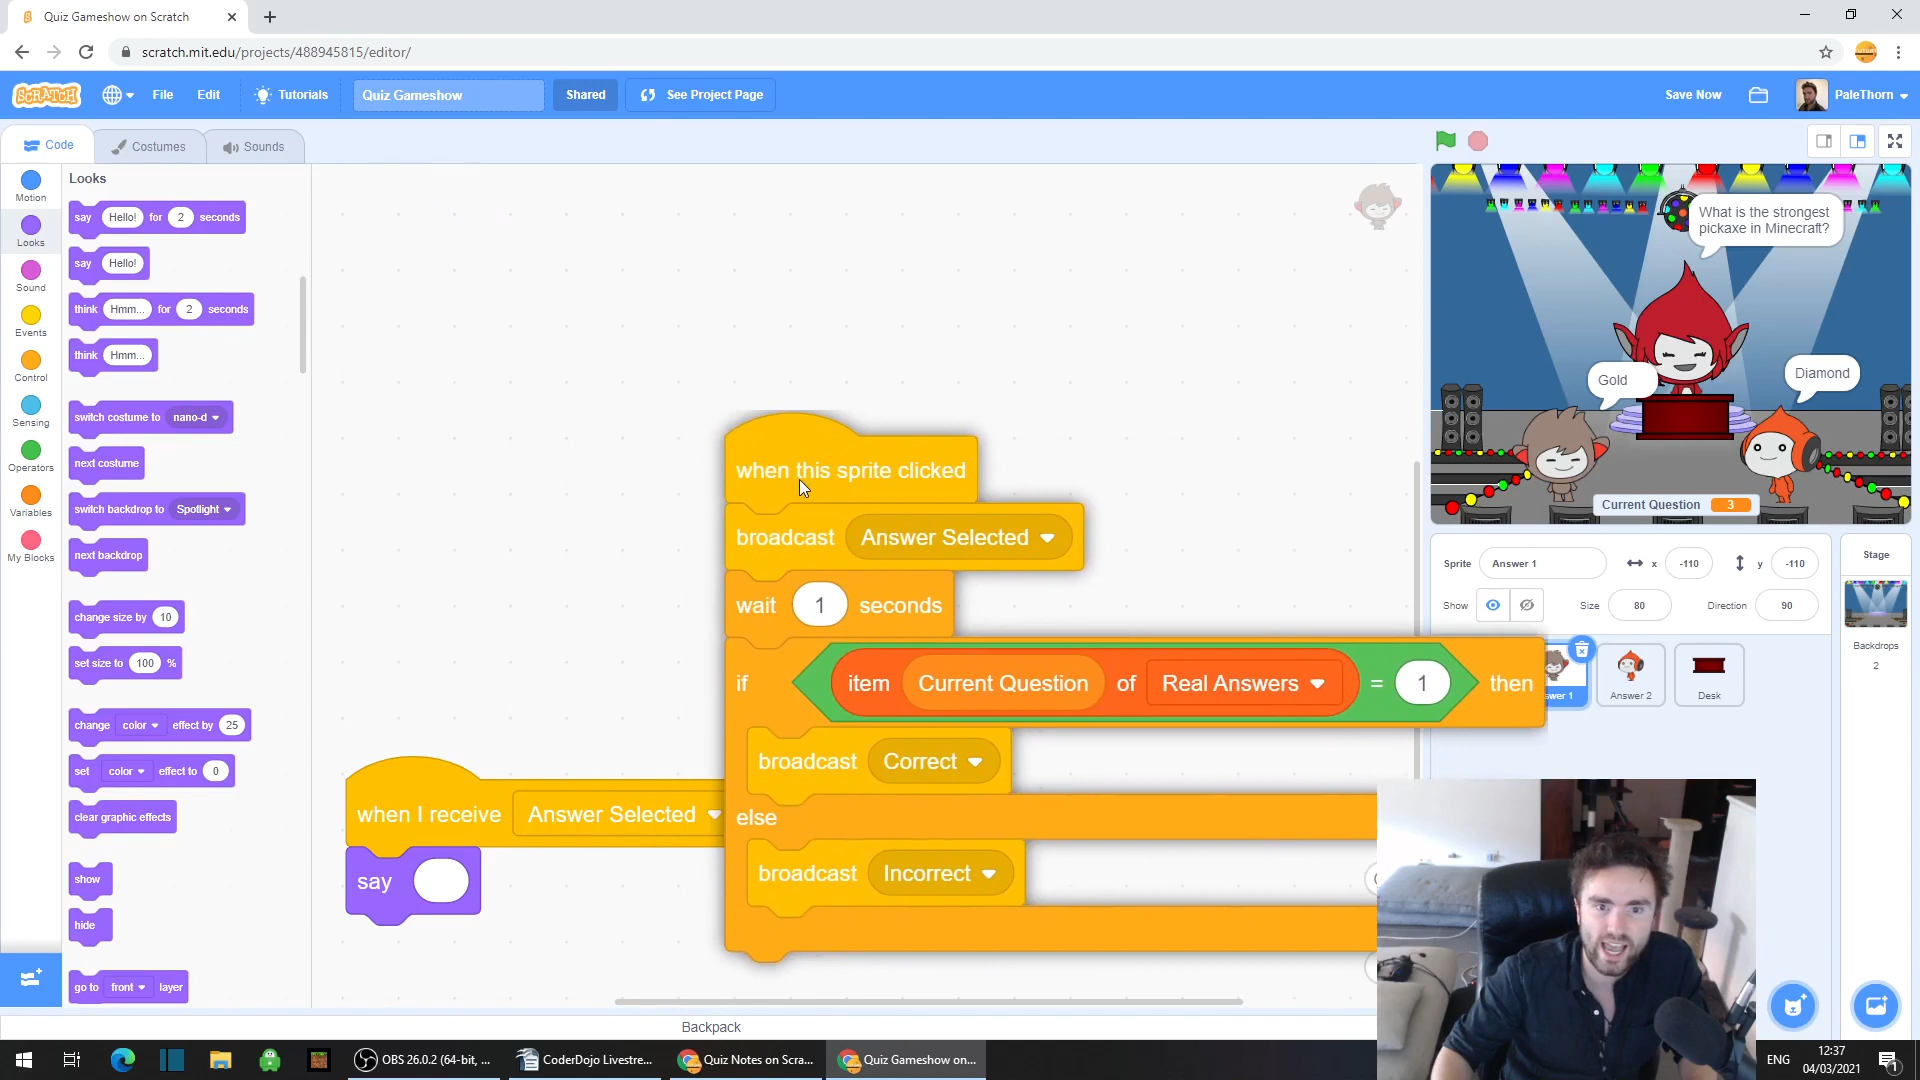 Quiz Gameshow on Scratch
scratch.mit.edu/projects/488945815/editor/
SCRATCH
File
Edit
Tutorials
Quiz Gameshow
Shared
See Project Page
Save Now
PaleThorn
Code
Costumes
Sounds
Motion
Looks
Sound
Events
Control
Sensing
Operators
Variables
My Blocks
Looks
say Hello! for 2 seconds
say Hello!
think Hmm... for 2 seconds
think Hmm...
switch costume to nano-d
next costume
switch backdrop to Spotlight
next backdrop
change size by 10
set size to 100 %
change color effect by 25
set color effect to 0
clear graphic effects
show
hide
go to front layer
when I receive Answer Selected
say
when this sprite clicked
broadcast Answer Selected
wait 1 seconds
if item Current Question of Real Answers = 1 then
broadcast Correct
else
broadcast Incorrect
What is the strongest
pickaxe in Minecraft?
Gold
Diamond
Current Question 3
Sprite Answer 1 x -110 y -110
Show Size 80 Direction 90
Answer 2
Desk
Stage
Backdrops
2
Backpack
OBS 26.0.2 (64-bit, ...
CoderDojo Livestre...
Quiz Notes on Scra...
Quiz Gameshow on...
ENG
12:37
04/03/2021
1